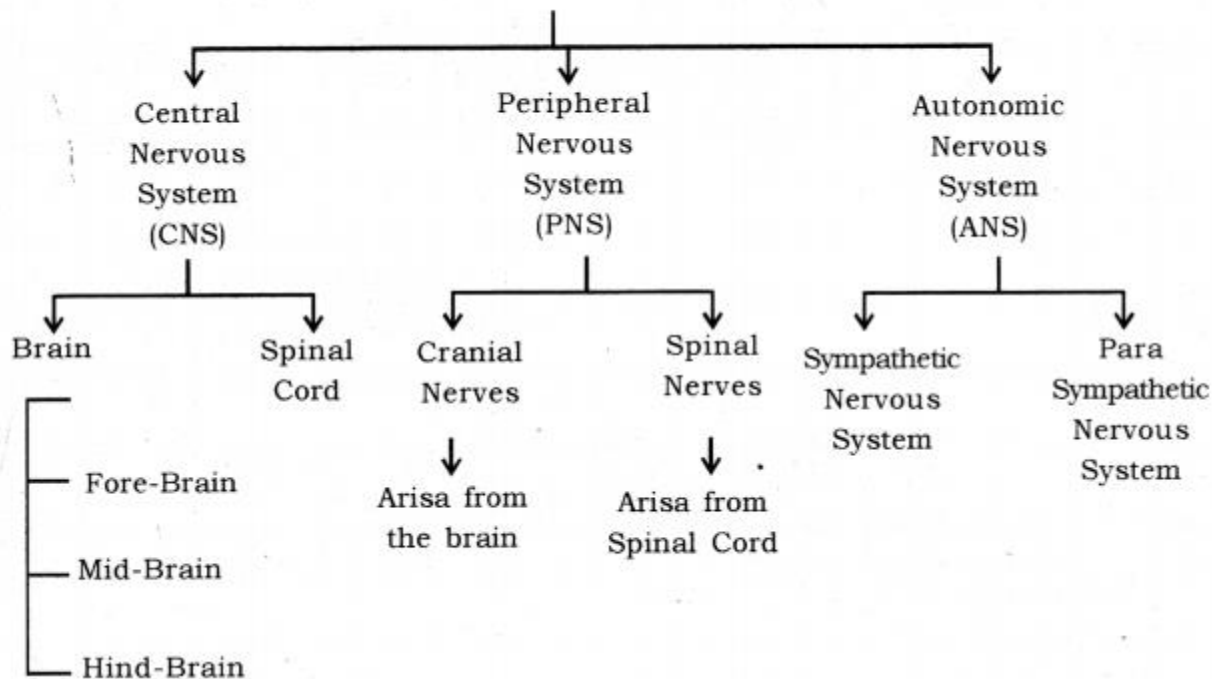 Central
Nervous
System
(CNS)
Peripheral
Nervous
System
(PNS)
Autonomic
Nervous
System
(ANS)
Brain
Spinal
Cord
Cranial
Nerves
Spinal
Nerves
Sympathetic
Nervous
System
Para
Sympathetic
Nervous
System
Fore-Brain
Mid-Brain
Hind-Brain
Arisa from
the brain
Arisa from
Spinal Cord